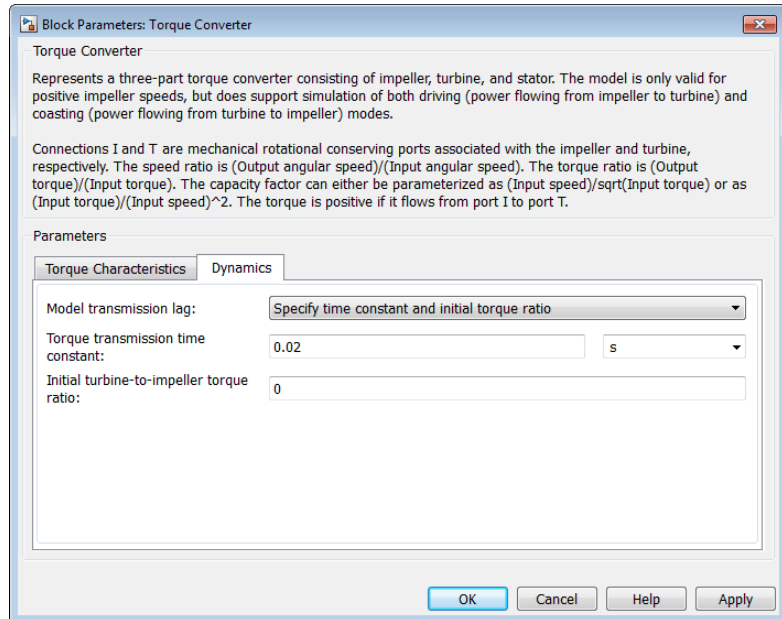 Block Parameters: Torque Converter
Torque Converter
Represents a three-part torque converter consisting of impeller, turbine, and stator. The model is only valid for
positive impeller speeds, but does support simulation of both driving (power flowing from impeller to turbine) and
coasting (power flowing from turbine to impeller) modes.
Connections I and T are mechanical rotational conserving ports associated with the impeller and turbine,
respectively. The speed ratio is (Output angular speed)/(Input angular speed). The torque ratio is (Output
torque)/(Input torque). The capacity factor can either be parameterized as (Input speed)/sqrt(Input torque) or as
(Input torque)/(Input speed)^2. The torque is positive if it flows from port I to port T.
Parameters
Torque Characteristics Dynamics
Model transmission lag: Specify time constant and initial torque ratio
Torque transmission time
constant: 0.02 s
Initial turbine-to-impeller torque
ratio: 0
OK Cancel Help Apply